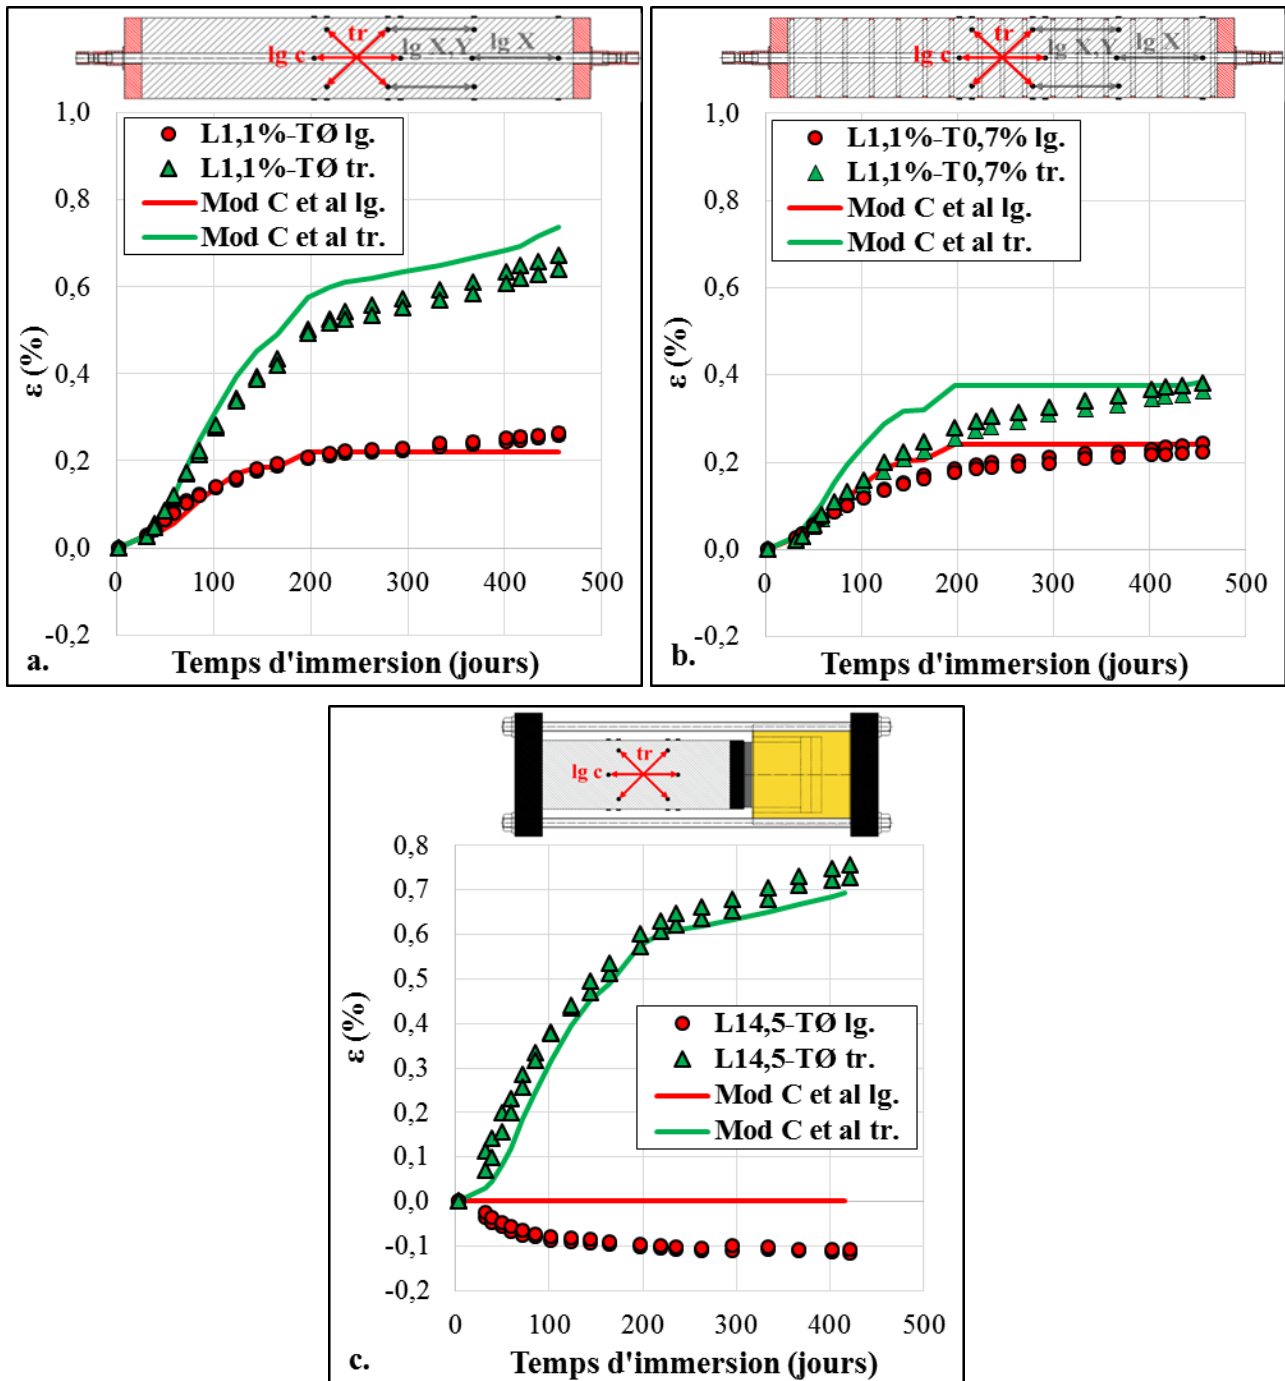 tr
lg c
lg X,Y
lg X
1,0
0,8
0,6
0,4
0,2
0,0
-0,2
ε (%)
L1,1%-TØ lg.
L1,1%-TØ tr.
Mod C et al lg.
Mod C et al tr.
0 100 200 300 400 500
a. Temps d'immersion (jours)
tr
lg c
lg X,Y
lg X
1,0
0,8
0,6
0,4
0,2
0,0
-0,2
ε (%)
L1,1%-T0,7% lg.
L1,1%-T0,7% tr.
Mod C et al lg.
Mod C et al tr.
0 100 200 300 400 500
b. Temps d'immersion (jours)
tr
lg c
0,8
0,7
0,6
0,5
0,4
0,3
0,2
0,1
0,0
-0,1
-0,2
ε (%)
L14,5-TØ lg.
L14,5-TØ tr.
Mod C et al lg.
Mod C et al tr.
0 100 200 300 400 500
c. Temps d'immersion (jours)